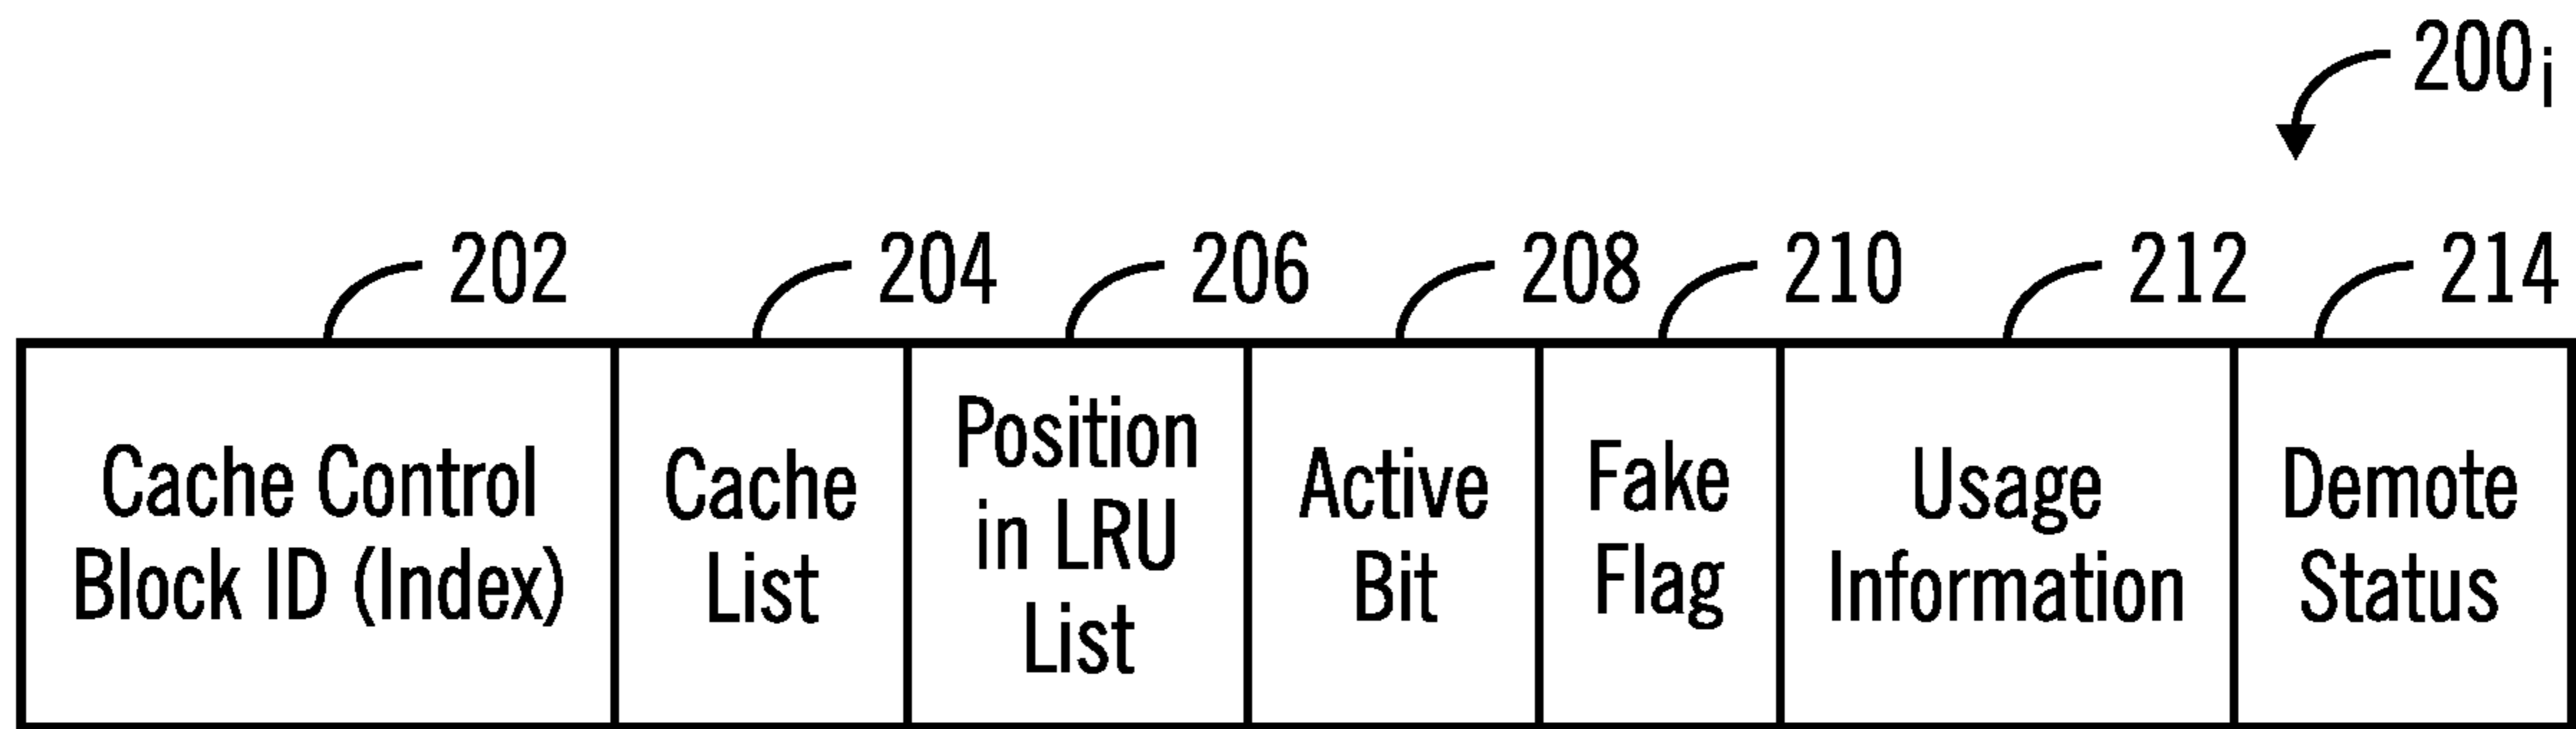 200i
202
204
206
208
210
212
214
Cache Control
Block ID (Index)
Cache
List
Position
in LRU
List
Active
Bit
Fake
Flag
Usage
Information
Demote
Status